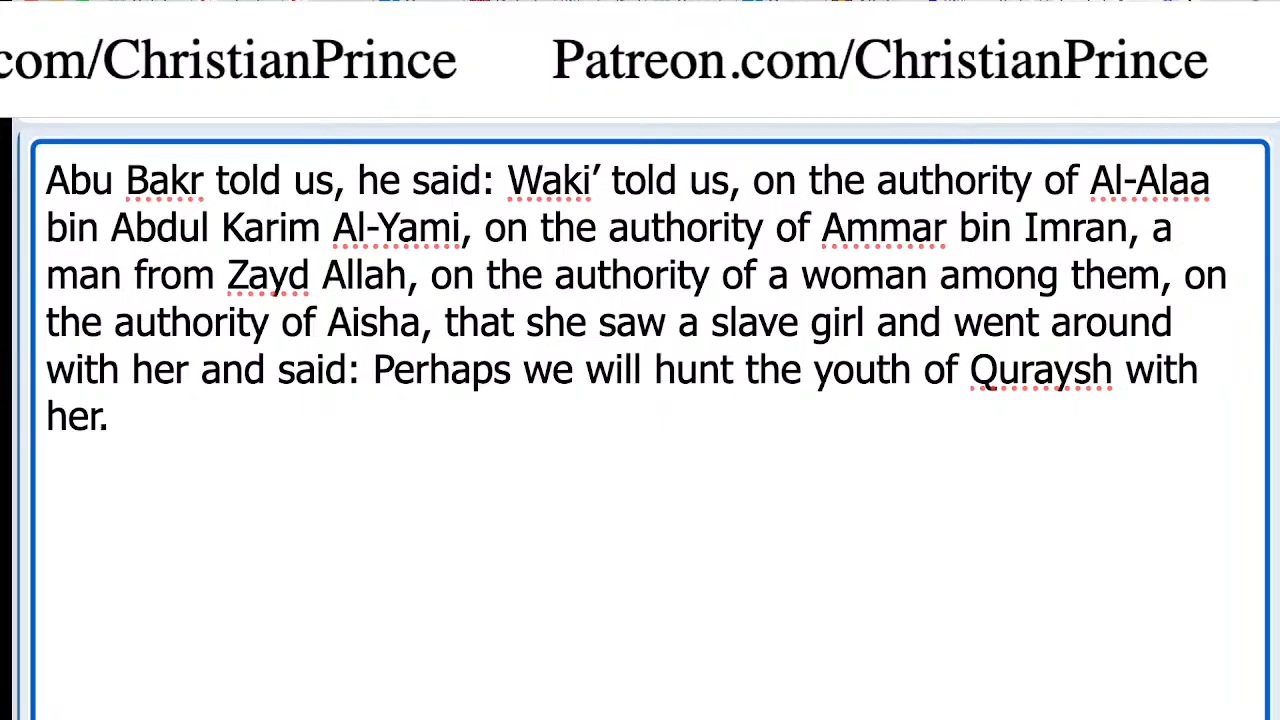 com/ChristianPrince Patreon.com/ChristianPrince
Abu Bakr told us, he said: Waki’ told us, on the authority of Al-Alaa
bin Abdul Karim Al-Yami, on the authority of Ammar bin Imran, a
man from Zayd Allah, on the authority of a woman among them, on
the authority of Aisha, that she saw a slave girl and went around
with her and said: Perhaps we will hunt the youth of Quraysh with
her.